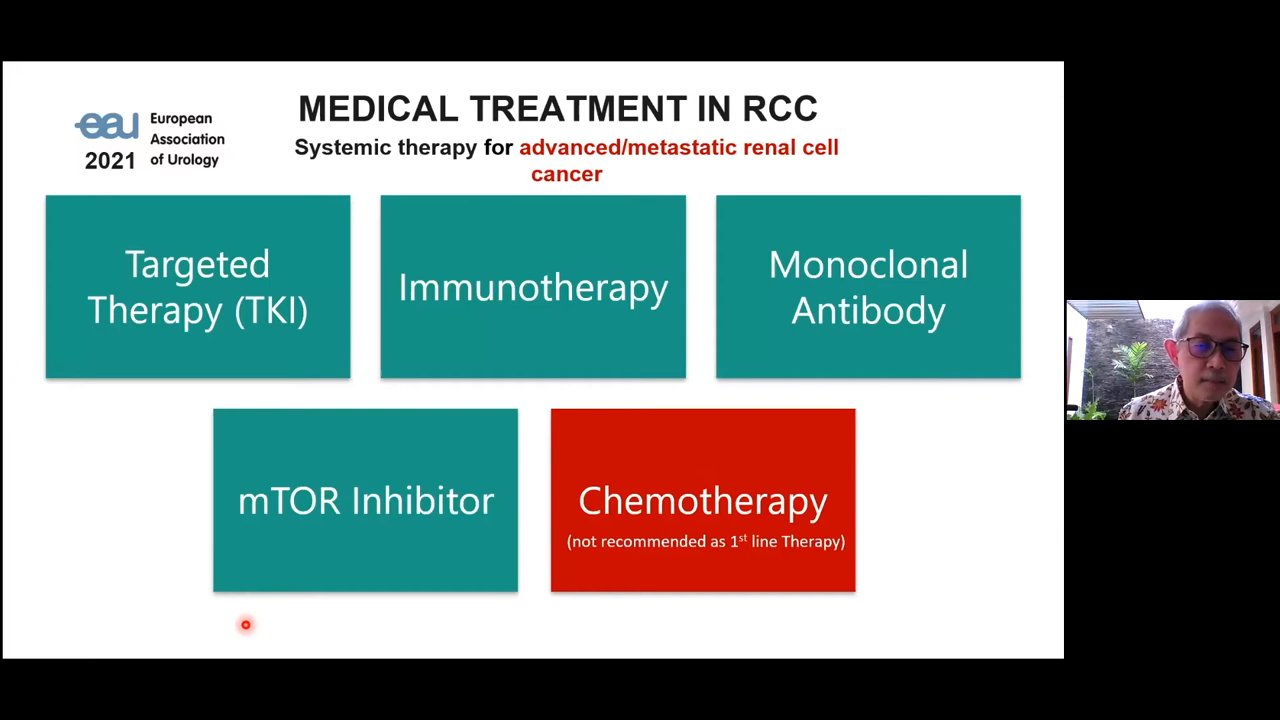 eau
European
Association
of Urology
2021
MEDICAL TREATMENT IN RCC
Systemic therapy for advanced/metastatic renal cell
cancer
Targeted
Therapy (TKI)
Immunotherapy
Monoclonal
Antibody
mTOR Inhibitor
Chemotherapy
(not recommended as 1st line Therapy)